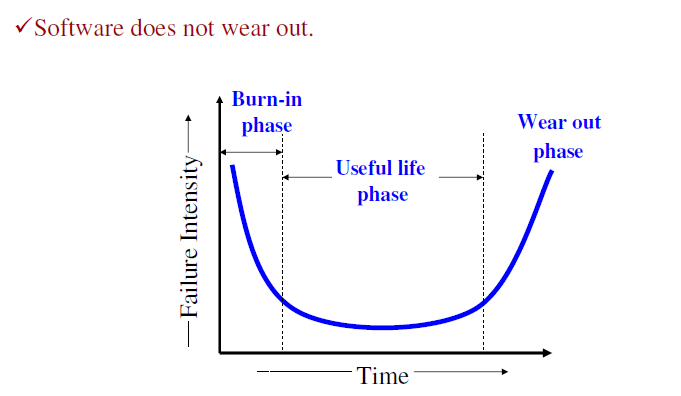 ✓Software does not wear out.
Burn-in
phase
Wear out
phase
Useful life
phase
Failure Intensity
Time